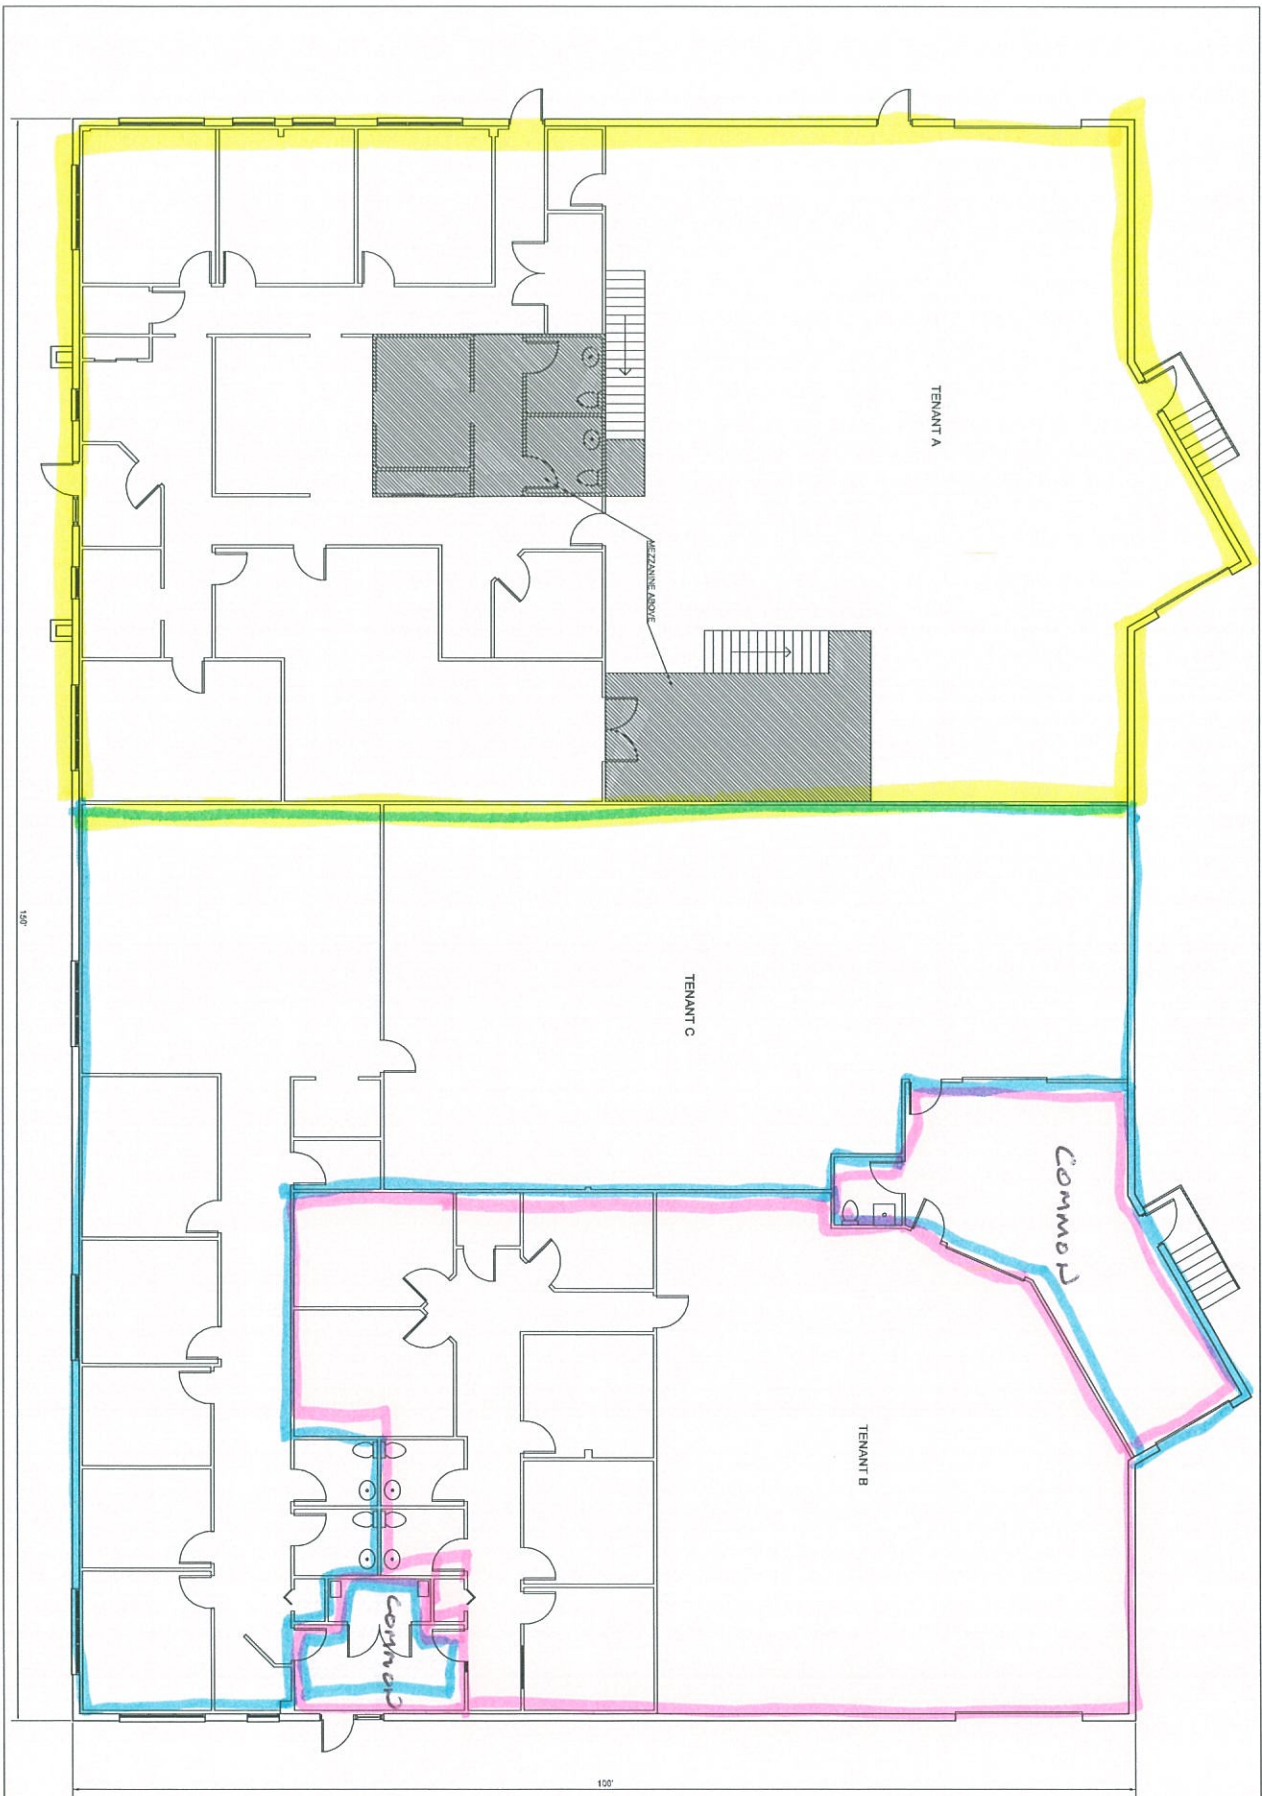 TENANT A
MEZZANINE ABOVE
150'
TENANT C
COMMON
TENANT B
COMMON
100'